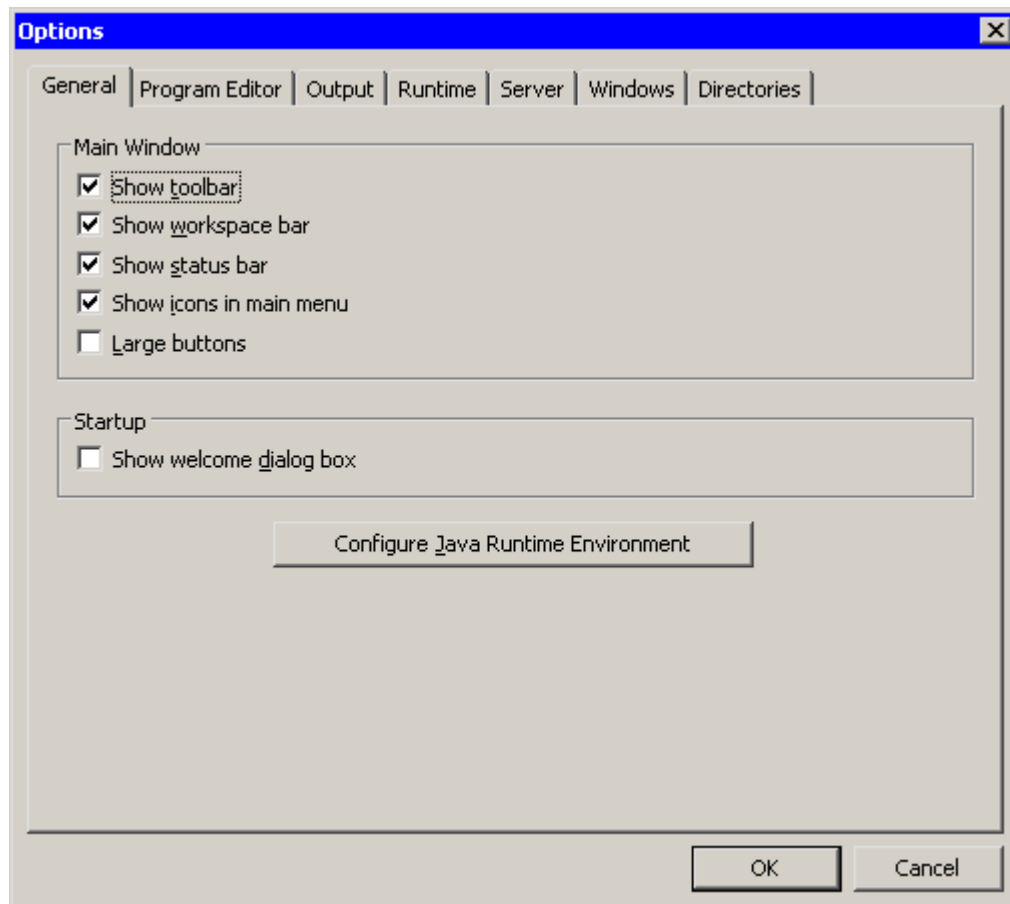 Options
General Program Editor Output Runtime Server Windows Directories
Main Window
Show toolbar
Show workspace bar
Show status bar
Show icons in main menu
Large buttons
Startup
Show welcome dialog box
Configure Java Runtime Environment
OK Cancel